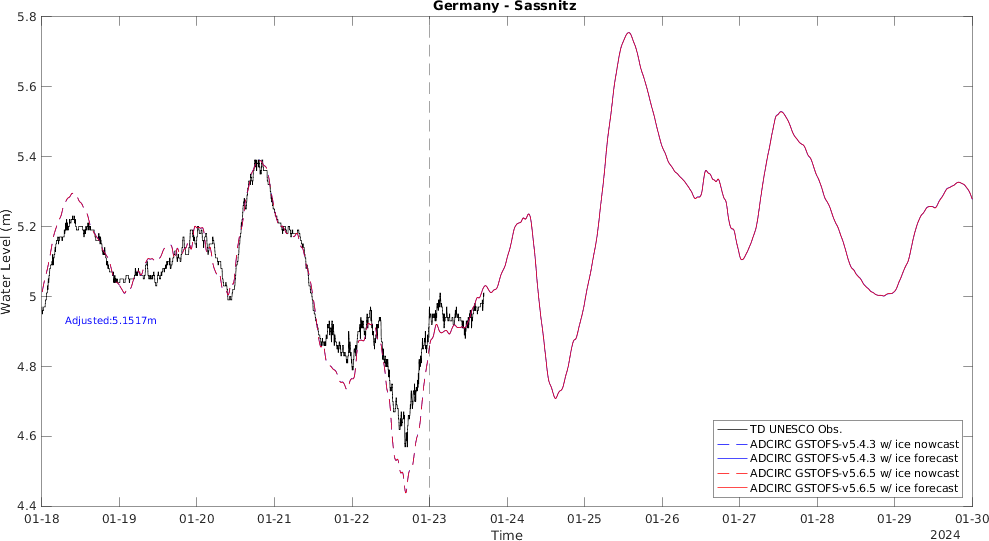 Germany - Sassnitz
5.8
5.6
5.4
5.2
5
4.8
4.6
4.4
Water Level (m)
Adjusted:5.1517m
TD UNESCO Obs.
ADCIRC GSTOFS-v5.4.3 w/ ice nowcast
ADCIRC GSTOFS-v5.4.3 w/ ice forecast
ADCIRC GSTOFS-v5.6.5 w/ ice nowcast
ADCIRC GSTOFS-v5.6.5 w/ ice forecast
01-18 01-19 01-20 01-21 01-22 01-23 01-24 01-25 01-26 01-27 01-28 01-29 01-30
Time
2024